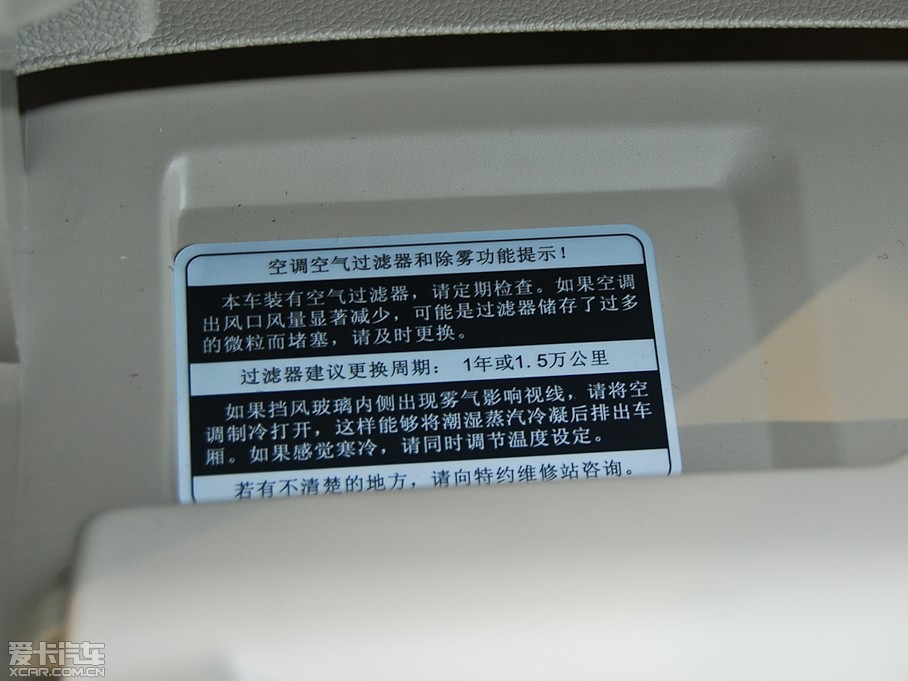 空调空气过滤器和除雾功能提示！
本车装有空气过滤器，请定期检查。如果空调
出风口风量显著减少，可能是过滤器储存了过多
的微粒而堵塞，请及时更换。
过滤器建议更换周期： 1年或1.5万公里
如果挡风玻璃内侧出现雾气影响视线，请将空
调制冷打开，这样能够将潮湿蒸汽冷凝后排出车
厢。如果感觉寒冷，请同时调节温度设定。
若有不清楚的地方，请向特约维修站咨询。
爱卡汽车
XCAR.COM.CN